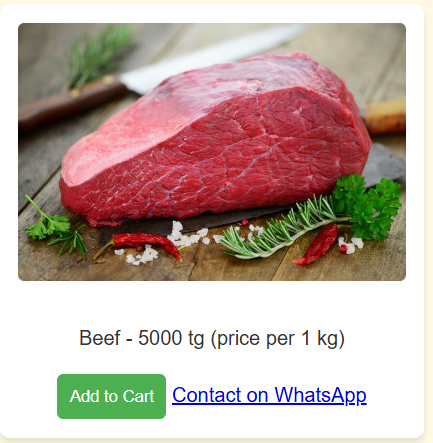 Beef - 5000 tg (price per 1 kg)
Add to Cart Contact on WhatsApp